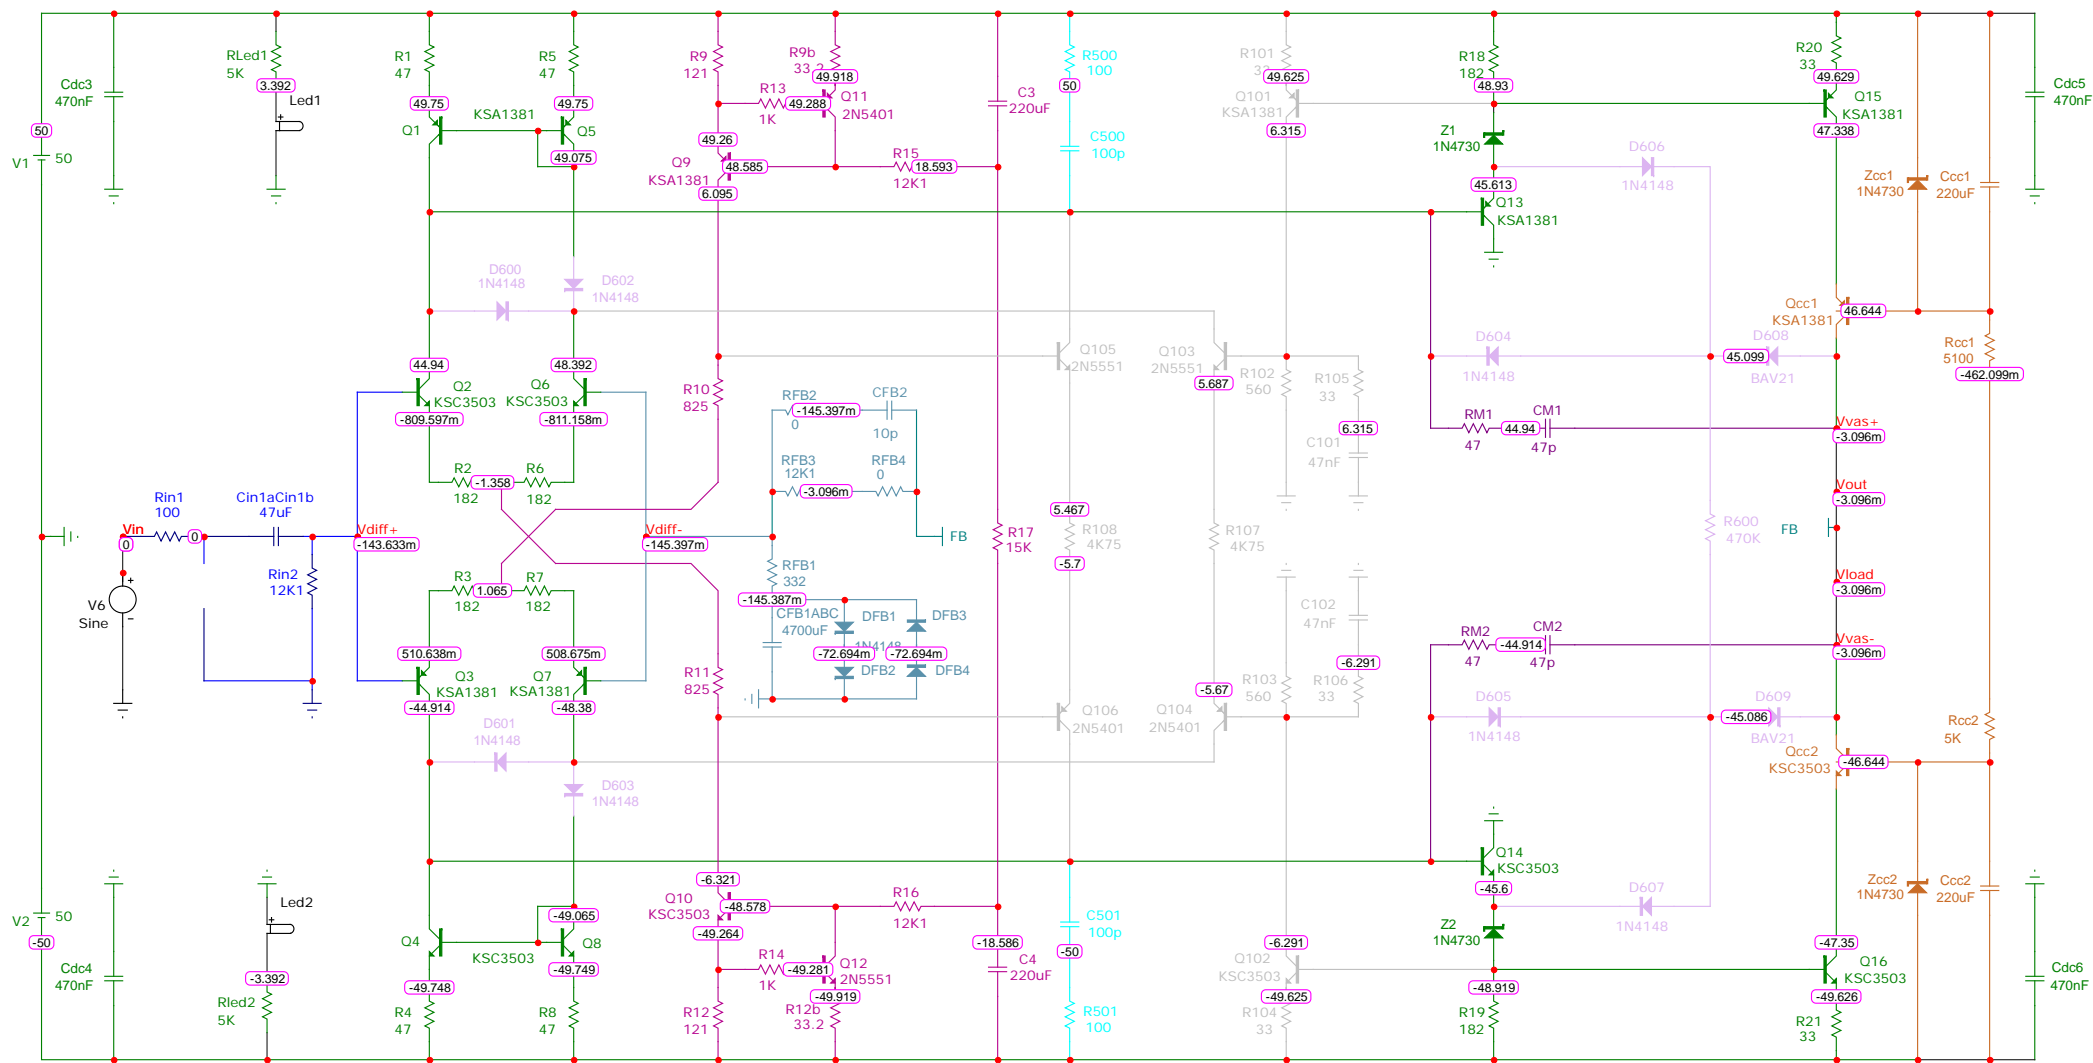 Cdc3
470nF
RLed1
5K
3.392
Led1
R1
47
R5
47
49.75
49.75
KSA1381
Q1
Q5
49.075
R9
121
R9b
33.2
49.918
R13
49.288
1K
Q11
2N5401
49.26
Q9
48.585
KSA1381
6.095
R15
18.593
12K1
C3
220uF
R500
100
50
C500
100p
R101
33
49.625
Q101
KSA1381
6.315
R18
182
48.93
Z1
1N4730
45.613
Q13
KSA1381
D606
1N4148
R20
33
49.629
Q15
KSA1381
47.338
Zcc1
1N4730
Ccc1
220uF
Cdc5
470nF
50
V1
50
D600
1N4148
D602
1N4148
44.94
Q2
KSC3503
-809.597m
48.392
Q6
KSC3503
-811.158m
R2
-1.358
R6
182
182
R10
825
RFB2
-145.397m
0
CFB2
10p
RFB3
12K1
-3.096m
RFB4
0
FB
Q105
2N5551
Q103
2N5551
5.687
R102
560
R105
33
6.315
C101
47nF
D604
1N4148
45.099
D608
BAV21
Qcc1
KSA1381
46.644
Rcc1
5100
-462.099m
RM1
47
44.94
CM1
47p
Vvas+
-3.096m
Vout
-3.096m
FB
R600
470K
Rin1
100
Vin
0
0
Cin1aCin1b
47uF
Vdiff+
-143.633m
Rin2
12K1
V6
Sine
Vdiff-
-145.397m
R17
15K
5.467
R108
4K75
-5.7
R107
4K75
RFB1
332
-145.387m
CFB1ABC
4700uF
DFB1
1N4148
DFB3
-72.694m
-72.694m
DFB2
DFB4
R3
1.065
R7
182
182
510.638m
Q3
KSA1381
-44.914
508.675m
Q7
KSA1381
-48.38
R11
825
Q106
2N5401
-5.67
Q104
2N5401
C102
47nF
-6.291
R103
560
R106
33
Vload
-3.096m
Vvas-
-3.096m
RM2
47
-44.914
CM2
47p
D605
1N4148
-45.086
D609
BAV21
Qcc2
KSC3503
-46.644
Rcc2
5K
D601
1N4148
D603
1N4148
V2
50
-50
Cdc4
470nF
Led2
-3.392
Rled2
5K
Q4
KSC3503
-49.065
Q8
-49.749
-49.748
R4
47
R8
47
-6.321
Q10
-48.578
KSC3503
-49.264
R16
12K1
R14
-49.281
1K
Q12
2N5551
-49.919
R12
121
R12b
33.2
-18.586
C4
220uF
C501
100p
-50
R501
100
-6.291
Q102
KSC3503
-49.625
R104
33
Q14
KSC3503
-45.6
Z2
1N4730
-48.919
R19
182
D607
1N4148
Zcc2
1N4730
Ccc2
220uF
-47.35
Q16
KSC3503
-49.626
R21
33
Cdc6
470nF